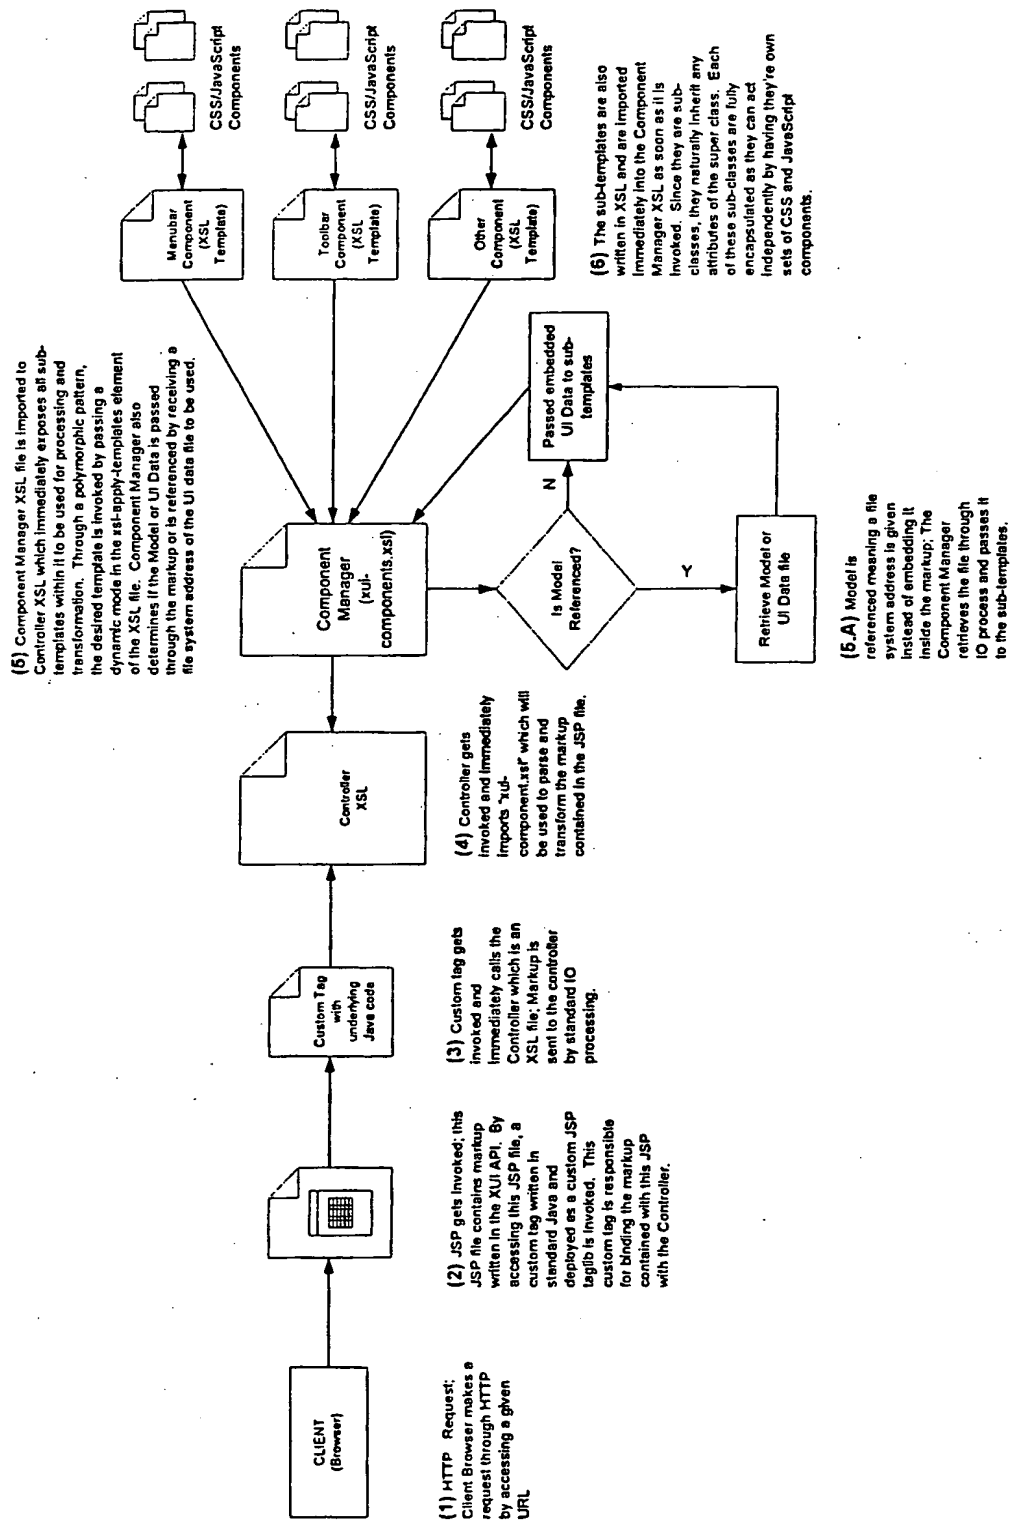 CLIENT
(Browser)
(1) HTTP Request;
Client Browser makes a
request through HTTP
by accessing a given
URL
(2) JSP gets invoked; this
JSP file contains markup
written in the XUI API. By
accessing this JSP file, a
custom tag written in
standard Java and
deployed as a custom JSP
taglib is invoked. This
custom tag is responsible
for binding the markup
contained with this JSP
with the Controller.
Custom Tag
with
underlying
Java code
(3) Custom tag gets
invoked and
immediately calls the
Controller which is an
XSL file; Markup is
sent to the controller
by standard IO
processing.
Controller
XSL
(4) Controller gets
invoked and immediately
imports "xui-
component.xsl" which will
be used to parse and
transform the markup
contained in the JSP file.
(5) Component Manager XSL file is imported to
Controller XSL which immediately exposes all sub-
templates within it to be used for processing and
transformation. Through a polymorphic pattern,
the desired template is invoked by passing a
dynamic mode in the xsl-apply-templates element
of the XSL file. Component Manager also
determines if the Model or UI Data is passed
through the markup or is referenced by receiving a
file system address of the UI data file to be used.
Component
Manager
(xui-
components.xsl)
Is Model
Referenced?
N
Y
Passed embedded
UI Data to sub-
templates
Retrieve Model or
UI Data file
(5.A) Model is
referenced meaning a file
system address is given
instead of embedding it
inside the markup; The
Component Manager
retrieves the file through
IO process and passes it
to the sub-templates.
Menubar
Component
(XSL
Template)
CSS/JavaScript
Components
Toolbar
Component
(XSL
Template)
CSS/JavaScript
Components
Other
Component
(XSL
Template)
CSS/JavaScript
Components
(6) The sub-templates are also
written in XSL and are imported
immediately into the Component
Manager XSL as soon as it is
invoked. Since they are sub-
classes, they naturally inherit any
attributes of the super class. Each
of these sub-classes are fully
encapsulated as they can act
independently by having they're own
sets of CSS and JavaScript
components.